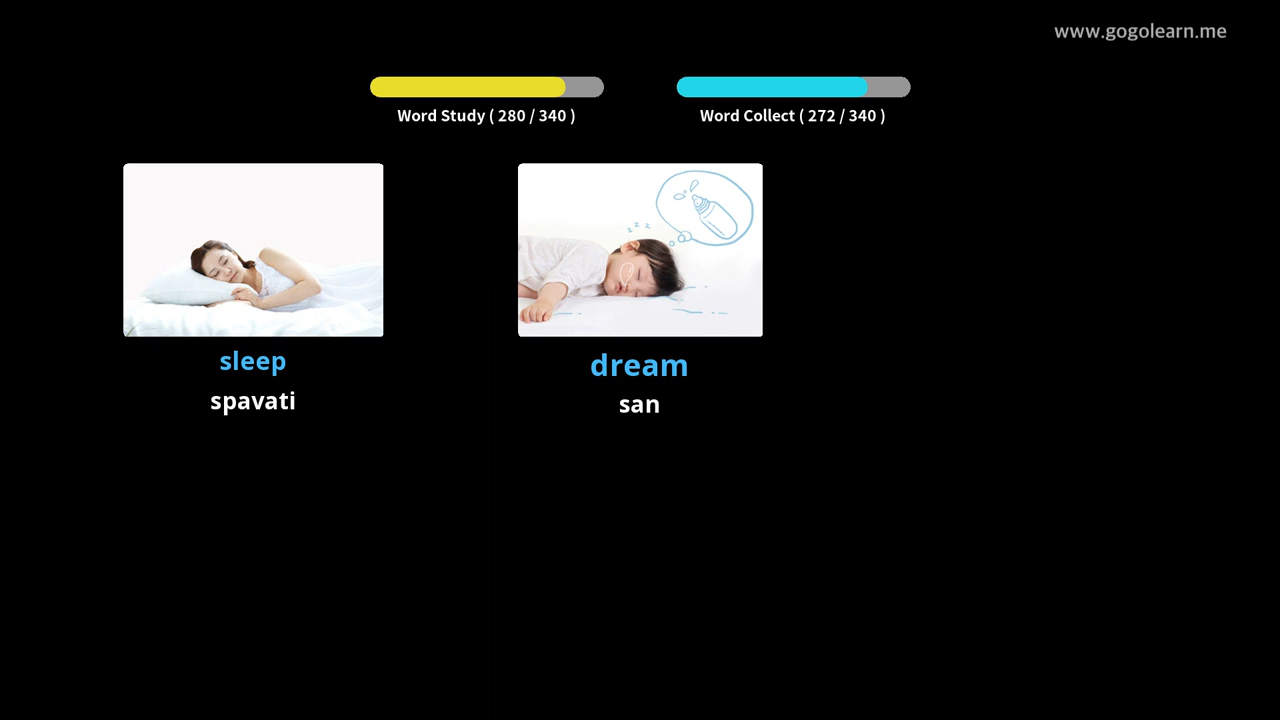 www.gogolearn.me
Word Study ( 280 / 340 )
Word Collect ( 272 / 340 )
z z z
sleep
spavati
dream
san